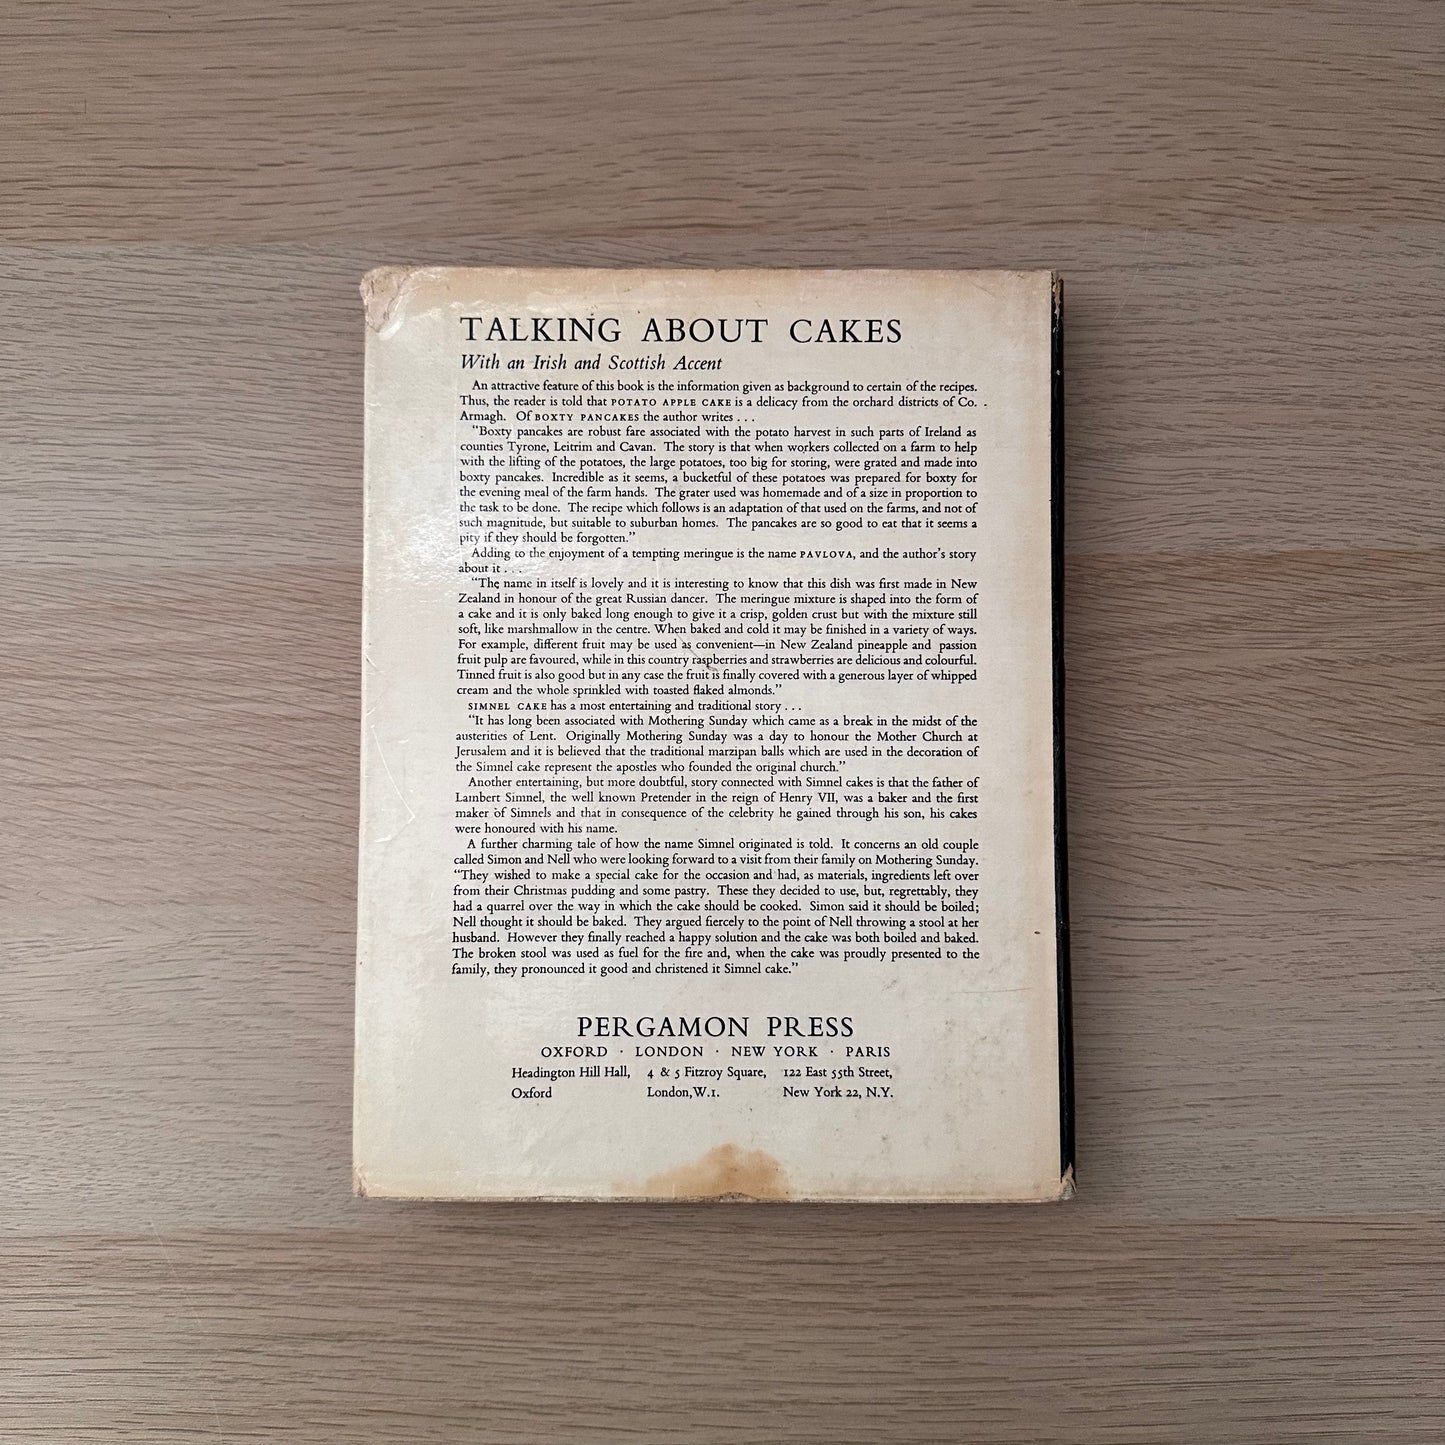 TALKING ABOUT CAKES
With an Irish and Scottish Accent
An attractive feature of this book is the information given as background to certain of the recipes.
Thus, the reader is told that POTATO APPLE CAKE is a delicacy from the orchard districts of Co.
Armagh. Of BOXTY PANCAKES the author writes . . .
"Boxty pancakes are robust fare associated with the potato harvest in such parts of Ireland as
counties Tyrone, Leitrim and Cavan. The story is that when workers collected on a farm to help
with the lifting of the potatoes, the large potatoes, too big for storing, were grated and made into
boxty pancakes. Incredible as it seems, a bucketful of these potatoes was prepared for boxty for
the evening meal of the farm hands. The grater used was homemade and of a size in proportion to
the task to be done. The recipe which follows is an adaptation of that used on the farms, and not of
such magnitude, but suitable to suburban homes. The pancakes are so good to eat that it seems a
pity if they should be forgotten."
Adding to the enjoyment of a tempting meringue is the name PAVLOVA, and the author's story
about it . . .
"The name in itself is lovely and it is interesting to know that this dish was first made in New
Zealand in honour of the great Russian dancer. The meringue mixture is shaped into the form of
a cake and it is only baked long enough to give it a crisp, golden crust but with the mixture still
soft, like marshmallow in the centre. When baked and cold it may be finished in a variety of ways.
For example, different fruit may be used as convenient—in New Zealand pineapple and passion
fruit pulp are favoured, while in this country raspberries and strawberries are delicious and colourful.
Tinned fruit is also good but in any case the fruit is finally covered with a generous layer of whipped
cream and the whole sprinkled with toasted flaked almonds."
SIMNEL CAKE has a most entertaining and traditional story . . .
"It has long been associated with Mothering Sunday which came as a break in the midst of the
austerities of Lent. Originally Mothering Sunday was a day to honour the Mother Church at
Jerusalem and it is believed that the traditional marzipan balls which are used in the decoration of
the Simnel cake represent the apostles who founded the original church."
Another entertaining, but more doubtful, story connected with Simnel cakes is that the father of
Lambert Simnel, the well known Pretender in the reign of Henry VII, was a baker and the first
maker of Simnels and that in consequence of the celebrity he gained through his son, his cakes
were honoured with his name.
A further charming tale of how the name Simnel originated is told. It concerns an old couple
called Simon and Nell who were looking forward to a visit from their family on Mothering Sunday.
"They wished to make a special cake for the occasion and had, as materials, ingredients left over
from their Christmas pudding and some pastry. These they decided to use, but, regrettably, they
had a quarrel over the way in which the cake should be cooked. Simon said it should be boiled;
Nell thought it should be baked. They argued fiercely to the point of Nell throwing a stool at her
husband. However they finally reached a happy solution and the cake was both boiled and baked.
The broken stool was used as fuel for the fire and, when the cake was proudly presented to the
family, they pronounced it good and christened it Simnel cake."
PERGAMON PRESS
OXFORD · LONDON · NEW YORK · PARIS
Headington Hill Hall, 4 & 5 Fitzroy Square, 122 East 55th Street,
Oxford London, W.1. New York 22, N.Y.